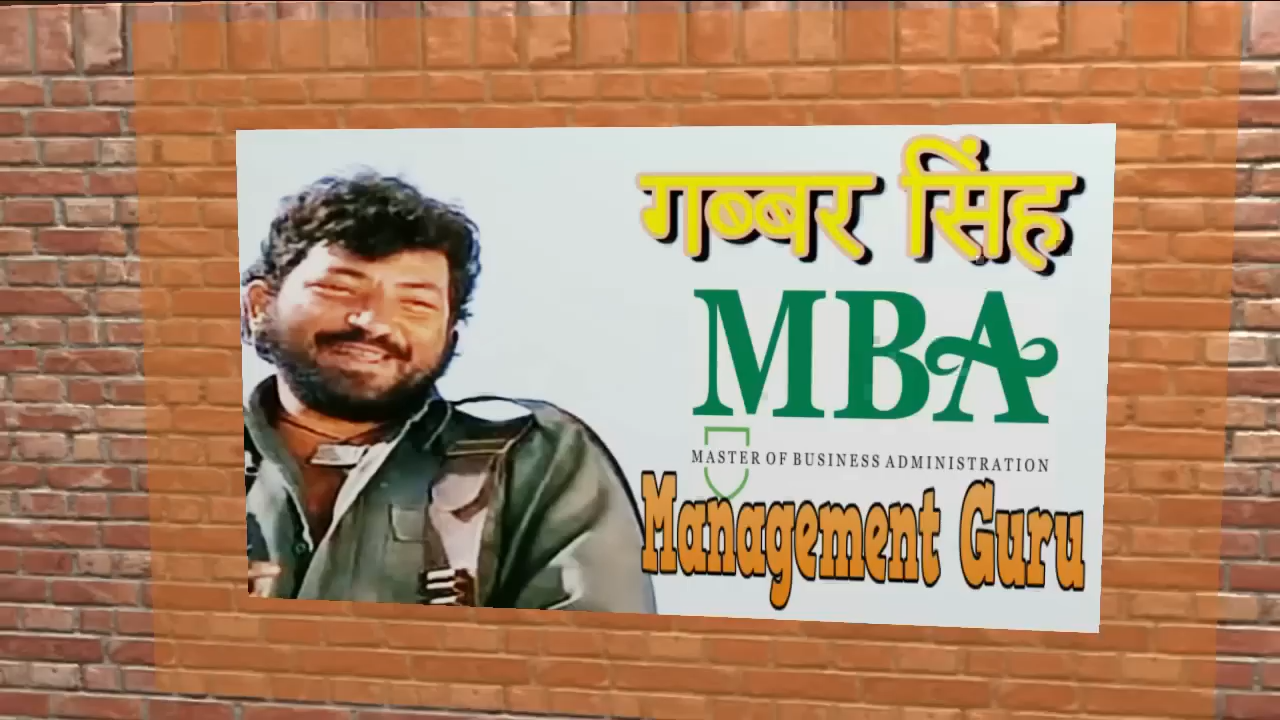 गब्बर सिंह
MBA
MASTER OF BUSINESS ADMINISTRATION
Management Guru